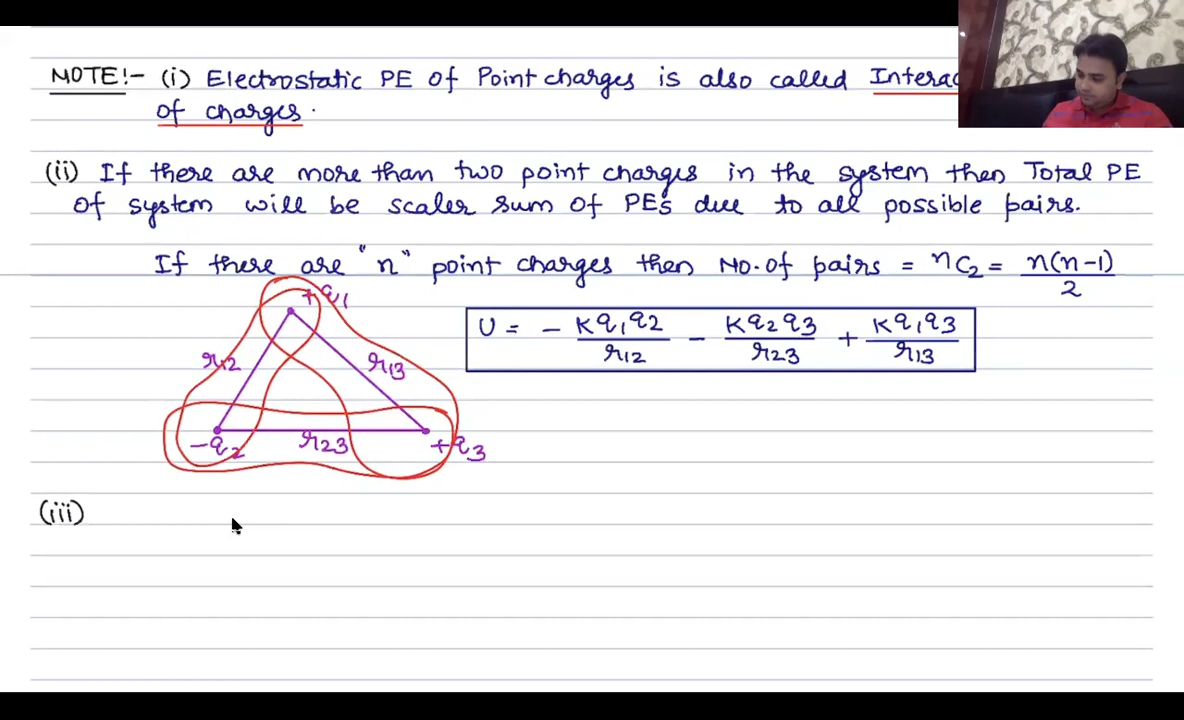 NOTE!- (i) Electrostatic PE of Point charges is also called
of charges.
(ii) If there are more than two point charges in the system then Total PE
of system will be scaler sum of PEs due to all possible pairs.
If there are "n" point charges then No. of pairs = nC2 = n(n-1)/2
+q1
U = - Kq1q2/r12 - Kq2q3/r23 + Kq1q3/r13
r12 r13
-q2 r23 +q3
(iii)